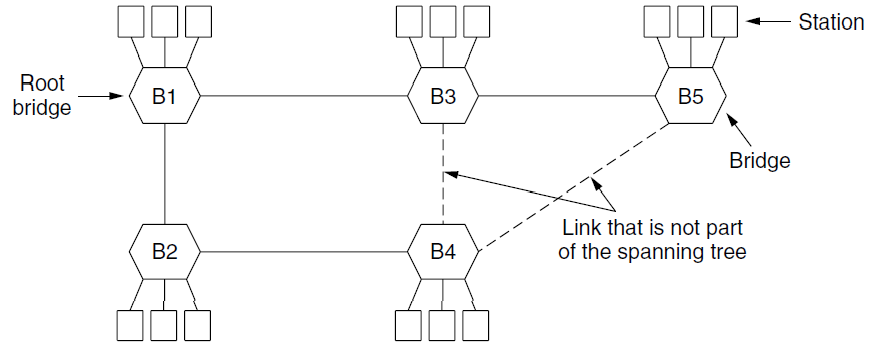 Station
Root
bridge
B1
B3
B5
Bridge
Link that is not part
of the spanning tree
B2
B4